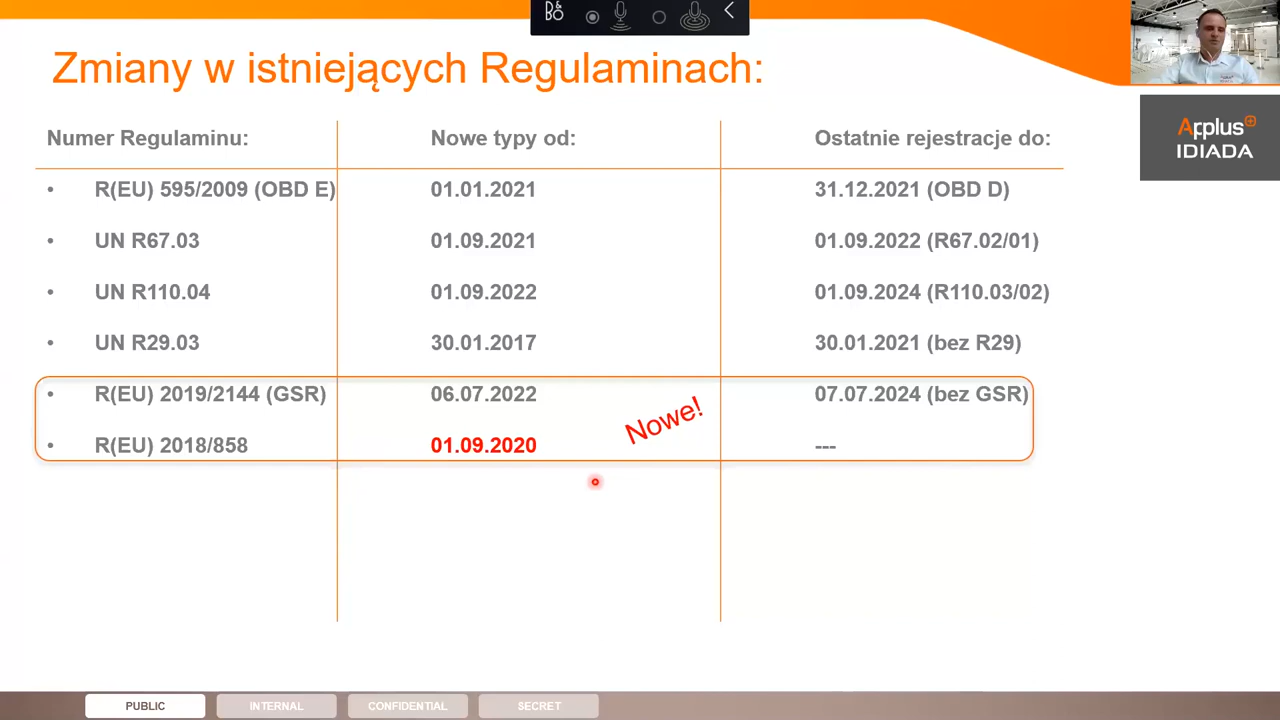 B&O
Zmiany w istniejących Regulaminach:
Applus+
IDIADA
Numer Regulaminu: Nowe typy od: Ostatnie rejestracje do:
• R(EU) 595/2009 (OBD E) 01.01.2021 31.12.2021 (OBD D)
• UN R67.03 01.09.2021 01.09.2022 (R67.02/01)
• UN R110.04 01.09.2022 01.09.2024 (R110.03/02)
• UN R29.03 30.01.2017 30.01.2021 (bez R29)
• R(EU) 2019/2144 (GSR) 06.07.2022 07.07.2024 (bez GSR)
Nowe!
• R(EU) 2018/858 01.09.2020 ---
PUBLIC INTERNAL CONFIDENTIAL SECRET